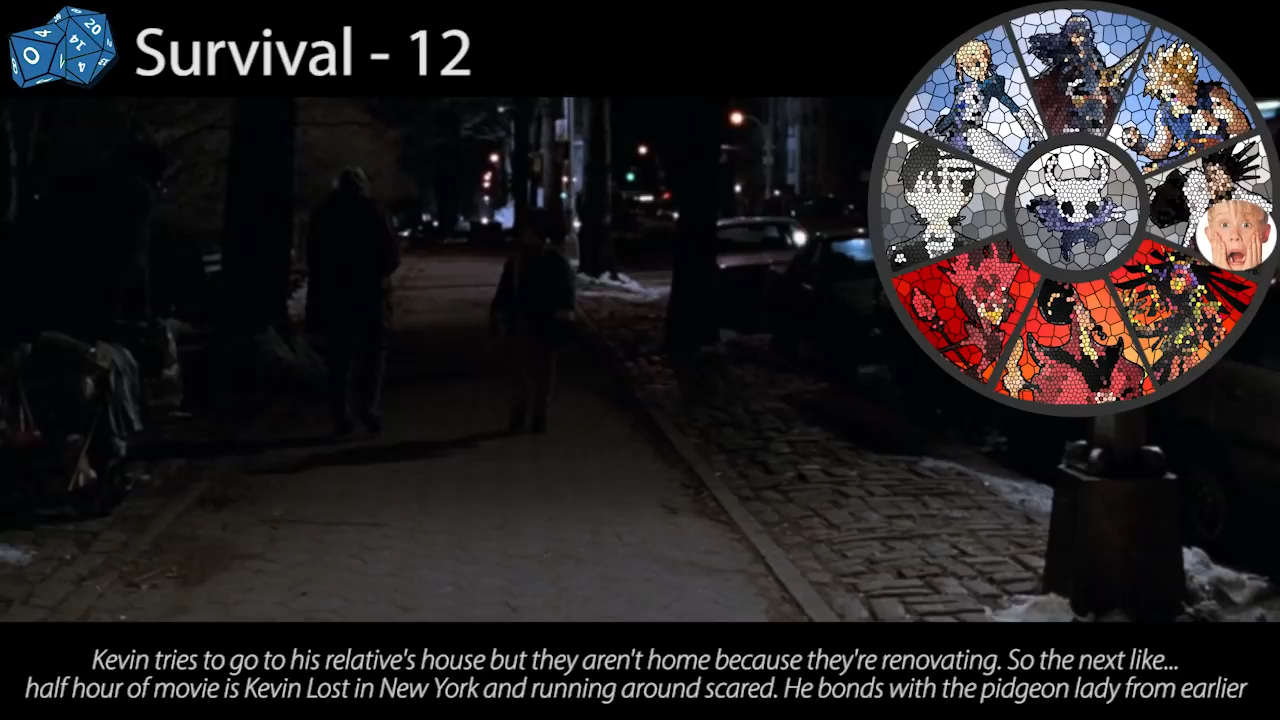 Survival - 12
Kevin tries to go to his relative's house but they aren't home because they're renovating. So the next like...
half hour of movie is Kevin Lost in New York and running around scared. He bonds with the pidgeon lady from earlier